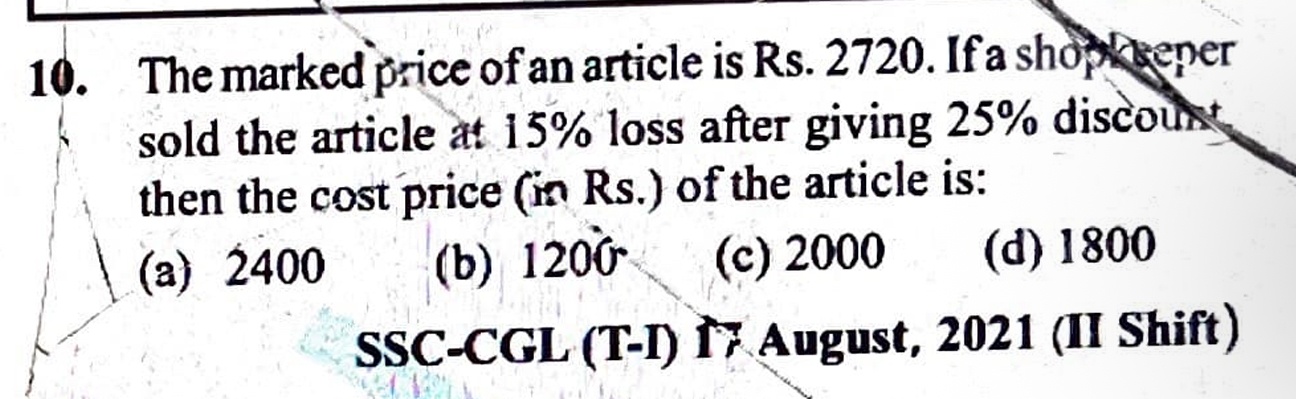 10. The marked price of an article is Rs. 2720. If a shopkeeper
sold the article at 15% loss after giving 25% discount,
then the cost price (in Rs.) of the article is:
(a) 2400 (b) 1200 (c) 2000 (d) 1800
SSC-CGL (T-I) 17 August, 2021 (II Shift)